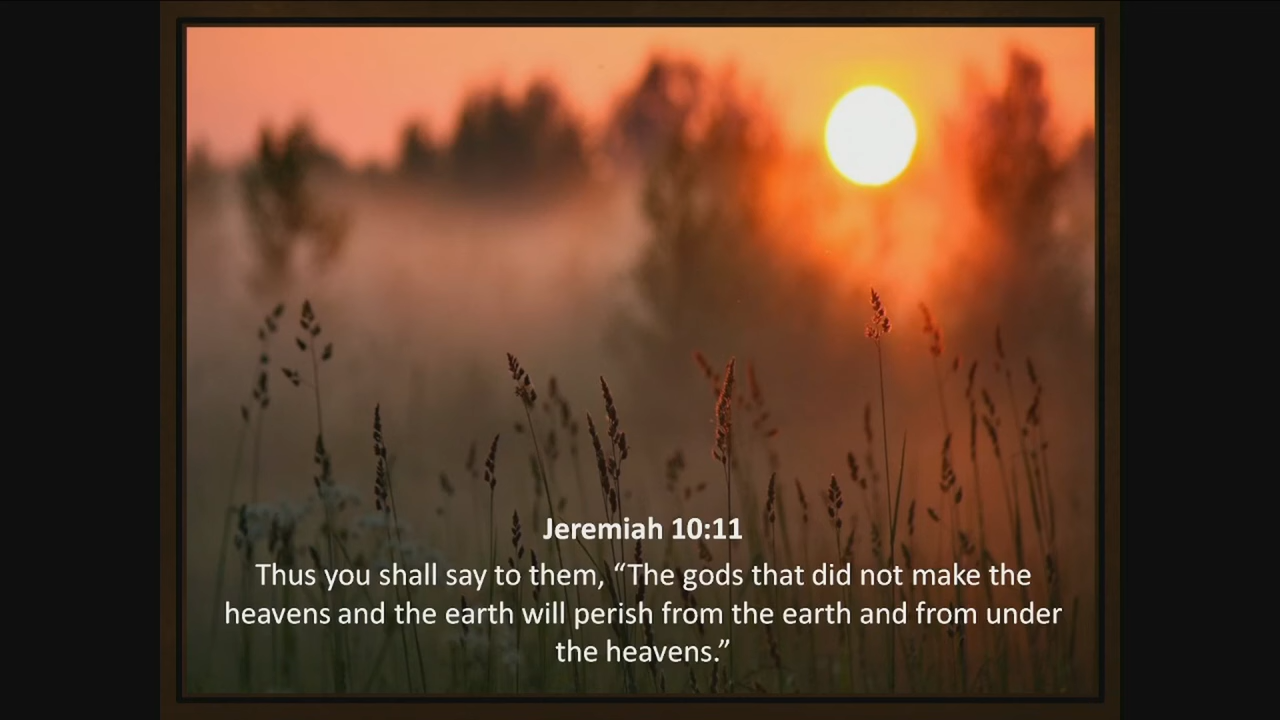 Jeremiah 10:11
Thus you shall say to them, “The gods that did not make the
heavens and the earth will perish from the earth and from under
the heavens.”